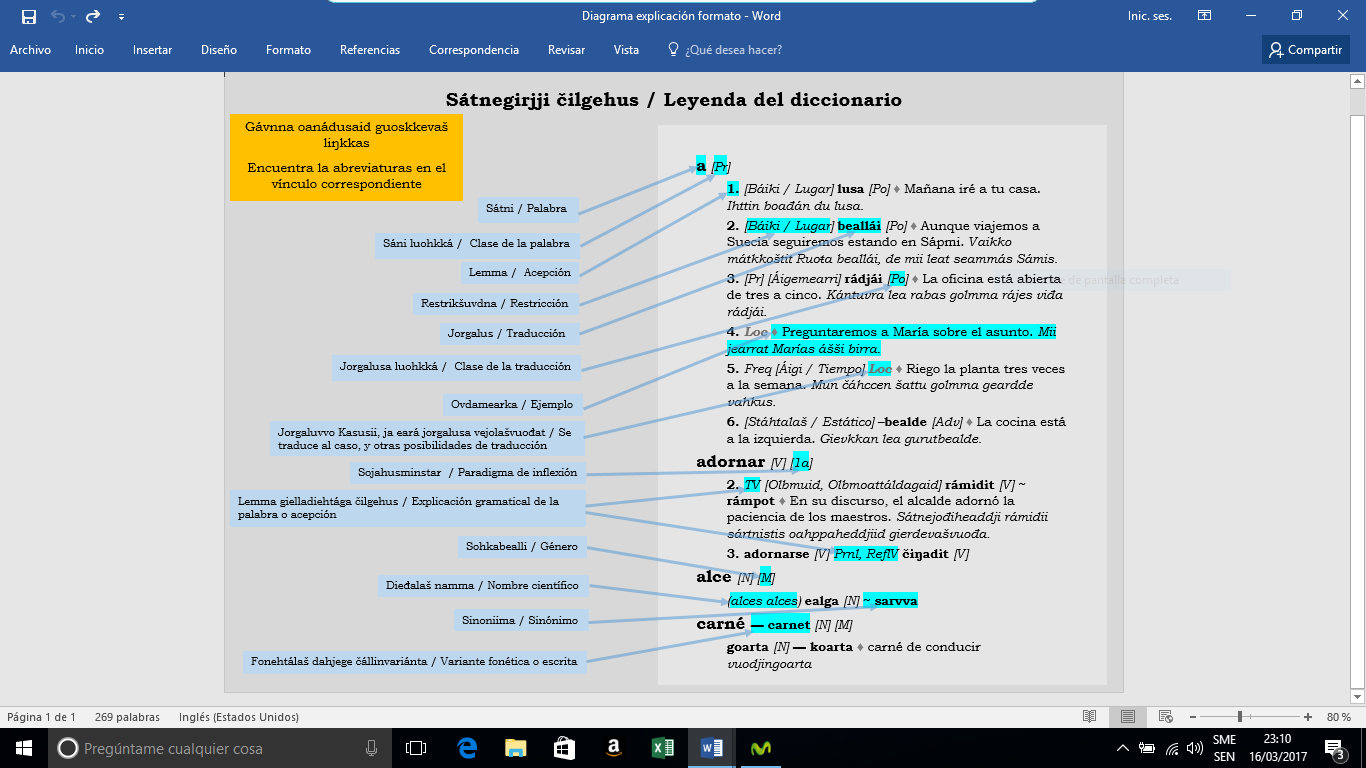 Diagrama explicación formato - Word
Inic. ses.
Archivo Inicio Insertar Diseño Formato Referencias Correspondencia Revisar Vista ¿Qué desea hacer? Compartir
Sátnegirjji čilgehus / Leyenda del diccionario
Gávnna oanádusaid guoskkevaš
liŋkkas
Encuentra la abreviaturas en el
vínculo correspondiente
Sátni / Palabra
Sáni luohkká / Clase de la palabra
Lemma / Acepción
Restrikšuvdna / Restricción
Jorgalus / Traducción
Jorgalusa luohkká / Clase de la traducción
Ovdamearka / Ejemplo
Jorgaluvvo Kasusii, ja eará jorgalusa vejolašvuođat / Se
traduce al caso, y otras posibilidades de traducción
Sojahusminstar / Paradigma de inflexión
Lemma gielladiehtága čilgehus / Explicación gramatical de la
palabra o acepción
Sohkabealli / Género
Dieđalaš namma / Nombre científico
Sinoniima / Sinónimo
Fonehtálaš dahjege čállinvariánta / Variante fonética o escrita
a [Pr]
1. [Báiki / Lugar] lusa [Po] ♦ Mañana iré a tu casa.
Ihttin boađán du lusa.
2. [Báiki / Lugar] beallái [Po] ♦ Aunque viajemos a
Suecia seguiremos estando en Sápmi. Vaikko
mátkkoštit Ruoŧa beallái, de mii leat seammás Sámis.
3. [Pr] [Áigemearri] rádjái [Po] ♦ La oficina está abierta
de tres a cinco. Kántuvra lea rabas golmma rájes viđa
rádjái.
4. Loc ♦ Preguntaremos a María sobre el asunto. Mii
jearrat Marías ášši birra.
5. Freq [Áigi / Tiempo] Loc ♦ Riego la planta tres veces
a la semana. Mun čáhccen šattu golmma geardde
vahkus.
6. [Stáhtalaš / Estático] –bealde [Adv] ♦ La cocina está
a la izquierda. Gievkkan lea gurutbealde.
adornar [V] [1a]
2. TV [Olbmuid, Olbmoattáldagaid] rámidit [V] ~
rámpot ♦ En su discurso, el alcalde adornó la
paciencia de los maestros. Sátnejođiheaddji rámidii
sártnistis oahppaheddjiid gierdevašvuođa.
3. adornarse [V] Prnl, ReflV čiŋadit [V]
alce [N] [M]
(alces alces) ealga [N] ~ sarvva
carné — carnet [N] [M]
goarta [N] — koarta ♦ carné de conducir
vuodjingoarta
de pantalla completa
Página 1 de 1 269 palabras Inglés (Estados Unidos) 80 %
Pregúntame cualquier cosa
SME
SEN
23:10
16/03/2017
3